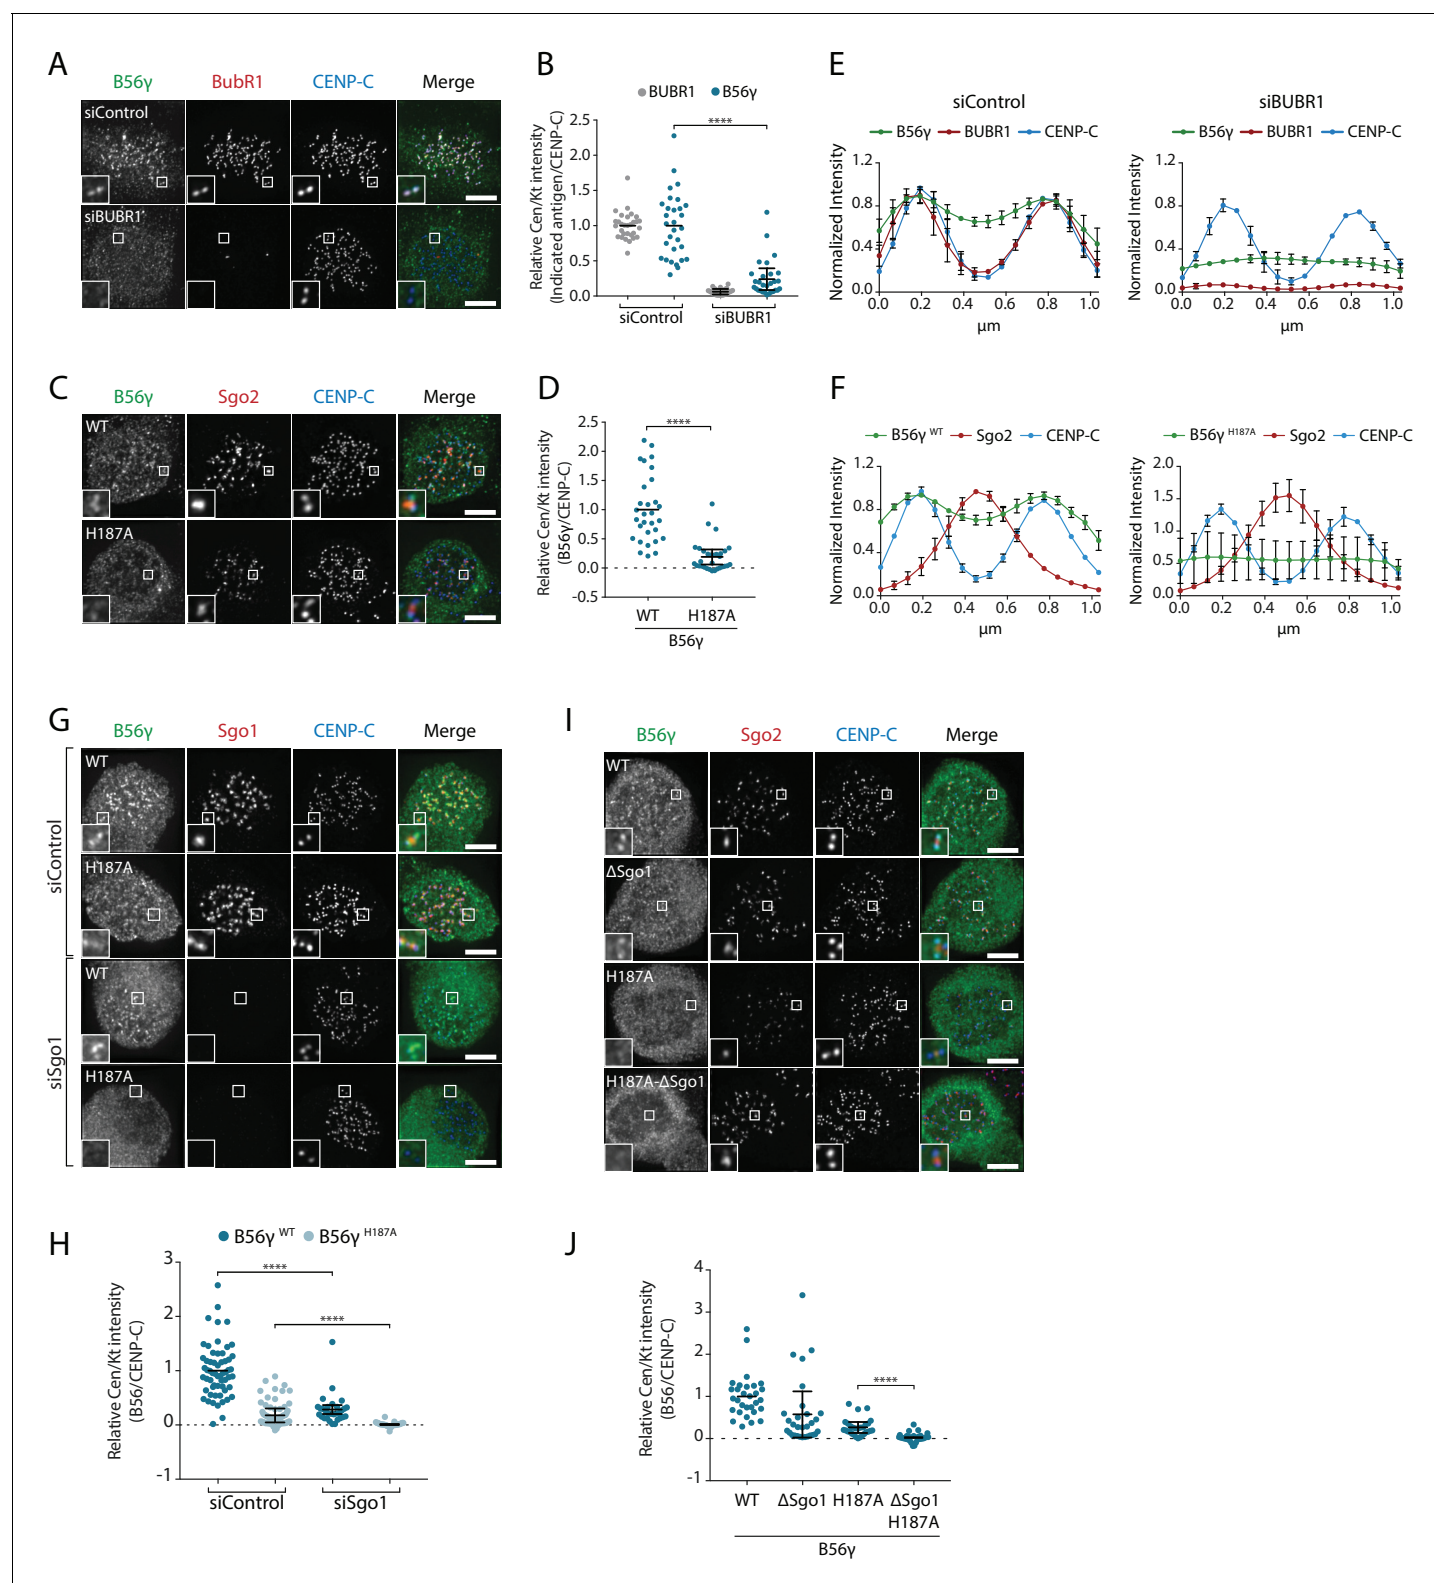 A
B56γ BubR1 CENP-C Merge
siControl
siBUBR1
B
BUBR1 B56γ
****
Relative Cen/Kt intensity
(Indicated antigen/CENP-C)
2.5
2.0
1.5
1.0
0.5
0.0
siControl siBUBR1
E
siControl
B56γ BUBR1 CENP-C
Normalized Intensity
1.2
0.8
0.4
0.0
0.0 0.2 0.4 0.6 0.8 1.0
µm
siBUBR1
B56γ BUBR1 CENP-C
Normalized Intensity
1.2
0.8
0.4
0.0
0.0 0.2 0.4 0.6 0.8 1.0
µm
C
B56γ Sgo2 CENP-C Merge
WT
H187A
D
****
Relative Cen/Kt intensity
(B56γ/CENP-C)
2.5
2.0
1.5
1.0
0.5
0.0
-0.5
WT H187A
B56γ
F
B56γ WT Sgo2 CENP-C
Normalized Intensity
1.2
0.8
0.4
0.0
0.0 0.2 0.4 0.6 0.8 1.0
µm
B56γ H187A Sgo2 CENP-C
Normalized Intensity
2.0
1.5
1.0
0.5
0.0
0.0 0.2 0.4 0.6 0.8 1.0
µm
G
B56γ Sgo1 CENP-C Merge
siControl
WT
H187A
siSgo1
WT
H187A
I
B56γ Sgo2 CENP-C Merge
WT
ΔSgo1
H187A
H187A-ΔSgo1
H
B56γ WT B56γ H187A
****
****
Relative Cen/Kt intensity
(B56/CENP-C)
3
2
1
0
-1
siControl siSgo1
J
****
Relative Cen/Kt intensity
(B56/CENP-C)
4
3
2
1
0
-1
WT ΔSgo1 H187A ΔSgo1
H187A
B56γ